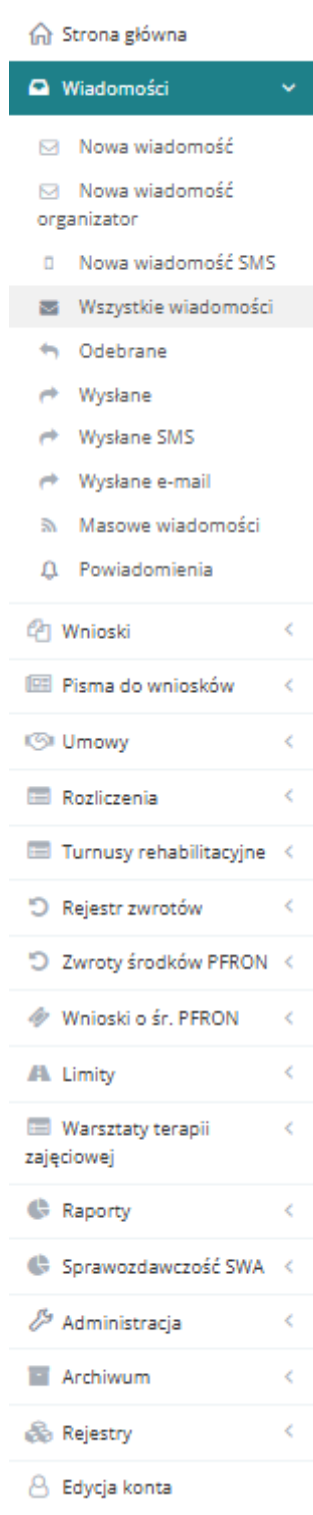 Strona główna
Wiadomości
Nowa wiadomość
Nowa wiadomość
organizator
Nowa wiadomość SMS
Wszystkie wiadomości
Odebrane
Wysłane
Wysłane SMS
Wysłane e-mail
Masowe wiadomości
Powiadomienia
Wnioski
Pisma do wniosków
Umowy
Rozliczenia
Turnusy rehabilitacyjne
Rejestr zwrotów
Zwroty środków PFRON
Wnioski o śr. PFRON
Limity
Warsztaty terapii
zajęciowej
Raporty
Sprawozdawczość SWA
Administracja
Archiwum
Rejestry
Edycja konta